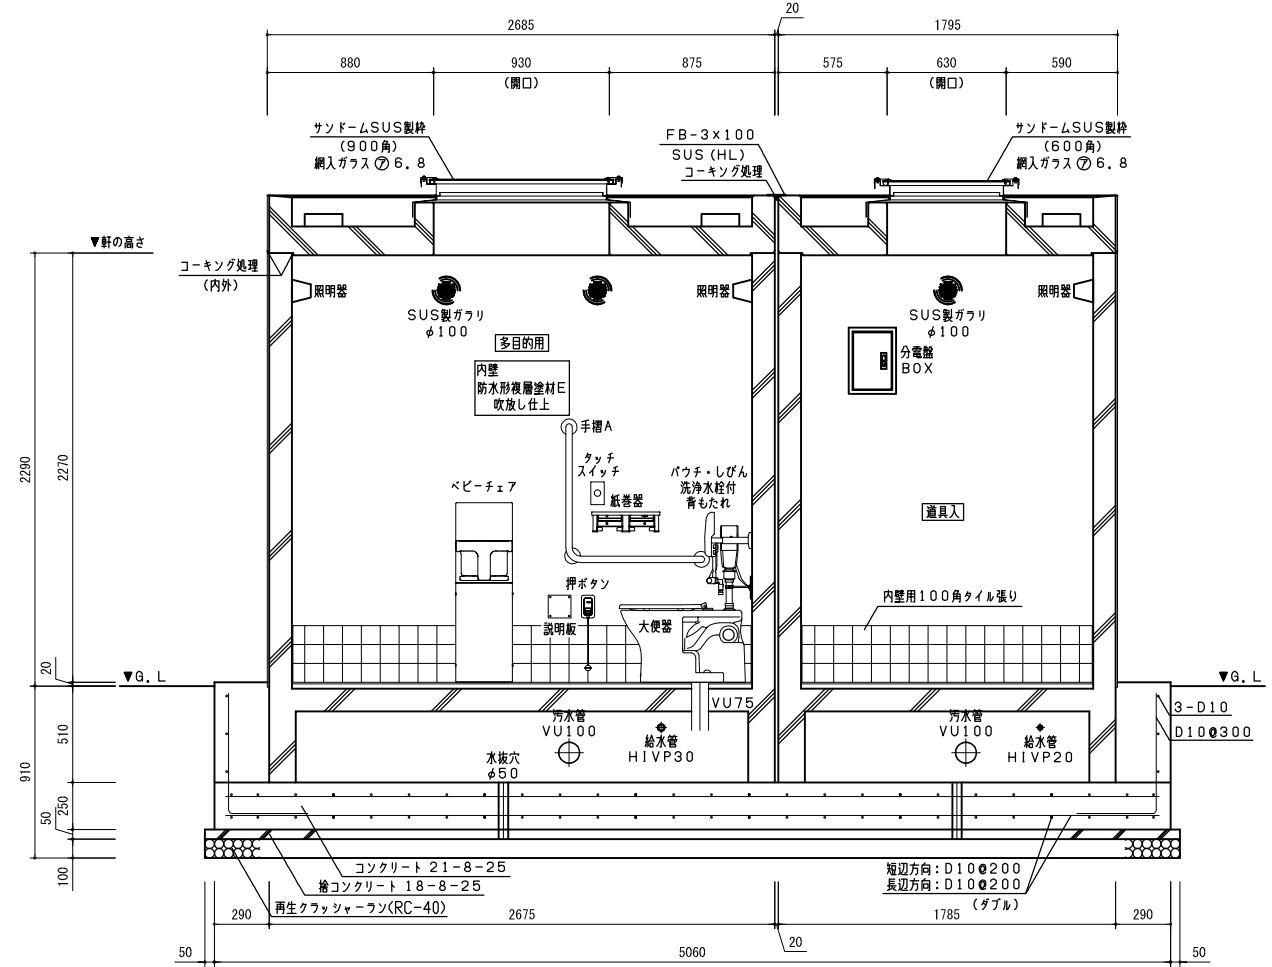 20
2685
1795
880
930
875
575
630
590
(開口)
(開口)
サンドームSUS製枠
(900角)
網入ガラス ㋐6.8
FB-3×100
SUS(HL)
コーキング処理
サンドームSUS製枠
(600角)
網入ガラス ㋐6.8
▼軒の高さ
コーキング処理
(内外)
照明器
照明器
照明器
SUS製ガラリ
φ100
SUS製ガラリ
φ100
多目的用
内壁
防水形複層塗材E
吹放し仕上
分電盤
BOX
手摺A
タッチ
スイッチ
紙巻器
パウチ・しびん
洗浄水栓付
背もたれ
ベビーチェア
道具入
押ボタン
説明板
大便器
内壁用100角タイル張り
2290
2270
20
▼G.L
▼G.L
VU75
3-D10
D10@300
汚水管
VU100
給水管
HIVP30
水抜穴
φ50
汚水管
VU100
給水管
HIVP20
510
910
250
50
100
コンクリート 21-8-25
捨コンクリート 18-8-25
再生クラッシャーラン(RC-40)
短辺方向:D10@200
長辺方向:D10@200
(ダブル)
290
2675
1785
290
20
50
5060
50